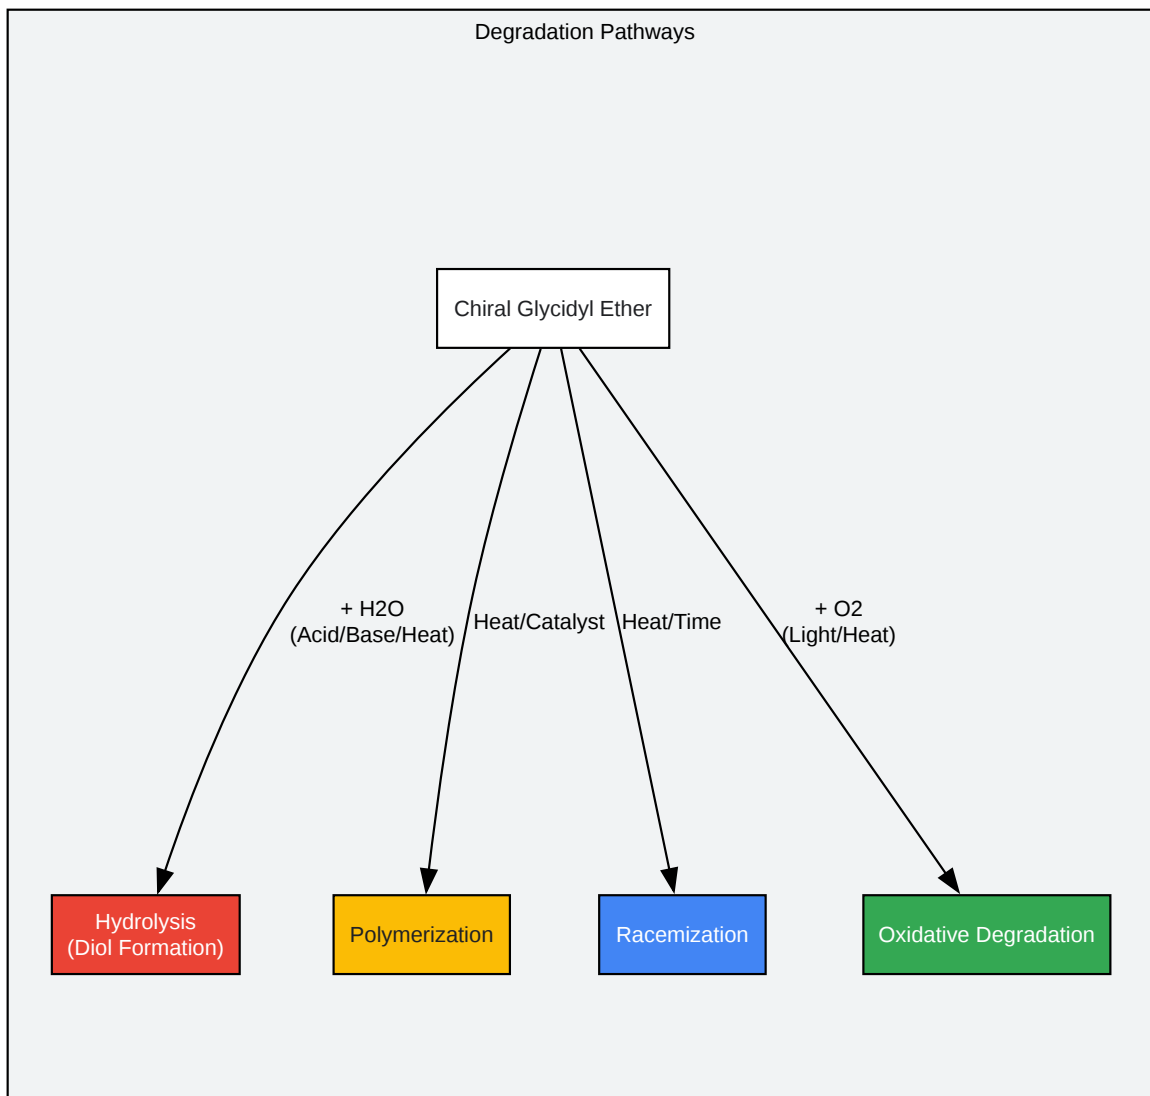 Degradation Pathways
Chiral Glycidyl Ether
+ H2O
(Acid/Base/Heat)
Heat/Catalyst
Heat/Time
+ O2
(Light/Heat)
Hydrolysis
(Diol Formation)
Polymerization
Racemization
Oxidative Degradation